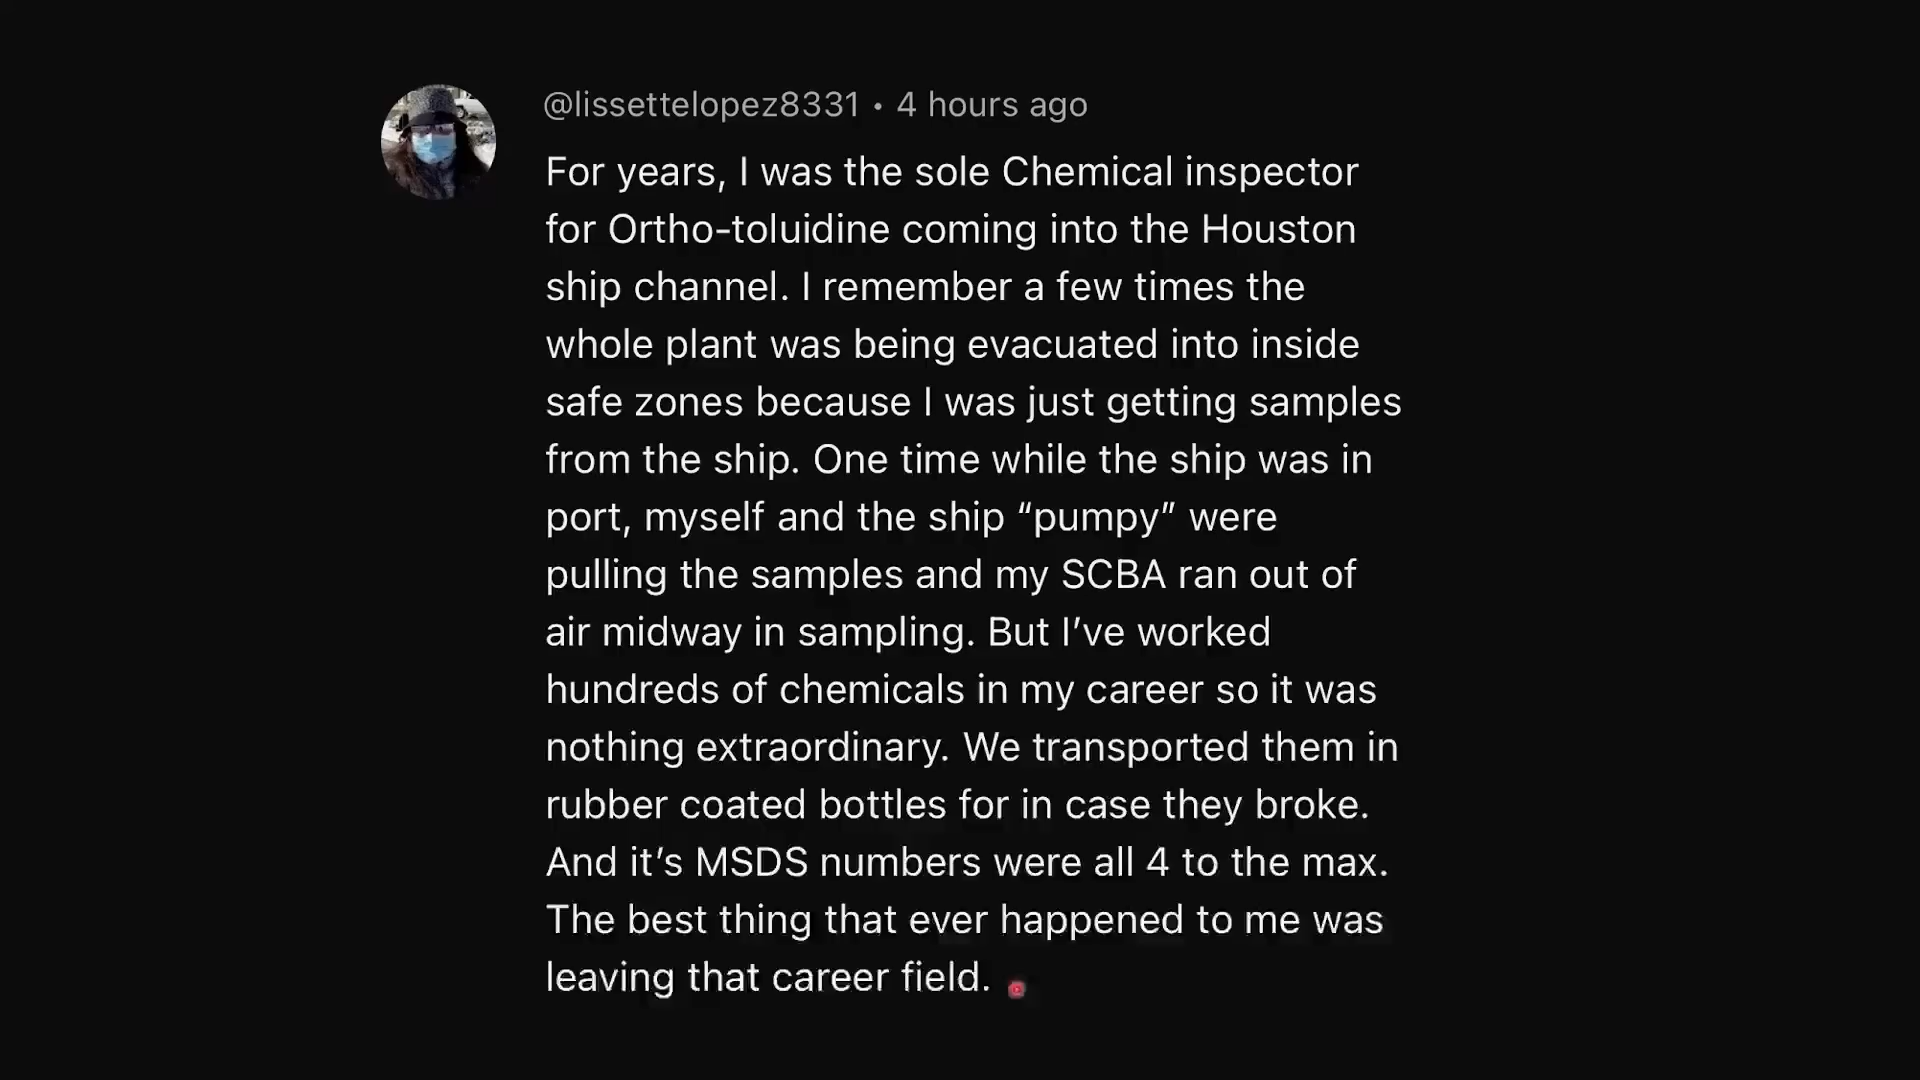 @lissettelopez8331 • 4 hours ago
For years, I was the sole Chemical inspector
for Ortho-toluidine coming into the Houston
ship channel. I remember a few times the
whole plant was being evacuated into inside
safe zones because I was just getting samples
from the ship. One time while the ship was in
port, myself and the ship “pumpy” were
pulling the samples and my SCBA ran out of
air midway in sampling. But I’ve worked
hundreds of chemicals in my career so it was
nothing extraordinary. We transported them in
rubber coated bottles for in case they broke.
And it’s MSDS numbers were all 4 to the max.
The best thing that ever happened to me was
leaving that career field.